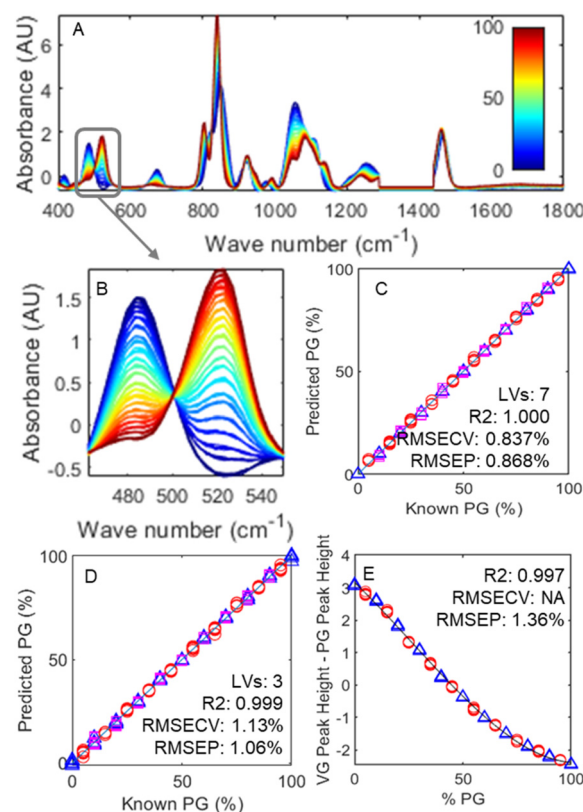 A
Absorbance (AU)
6
4
2
0
100
50
0
400 600 800 1000 1200 1400 1600 1800
Wave number (cm-1)
B
Absorbance (AU)
1.5
1
0.5
0
-0.5
480 500 520 540
Wave number (cm-1)
C
Predicted PG (%)
100
50
0
LVs: 7
R2: 1.000
RMSECV: 0.837%
RMSEP: 0.868%
0 50 100
Known PG (%)
D
Predicted PG (%)
100
50
0
LVs: 3
R2: 0.999
RMSECV: 1.13%
RMSEP: 1.06%
0 50 100
Known PG (%)
E
VG Peak Height - PG Peak Height
4
3
2
1
0
-1
-2
R2: 0.997
RMSECV: NA
RMSEP: 1.36%
0 50 100
% PG